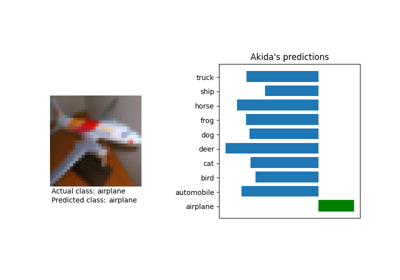 Akida's predictions
truck
ship
horse
frog
dog
deer
cat
bird
automobile
airplane
Actual class: airplane
Predicted class: airplane